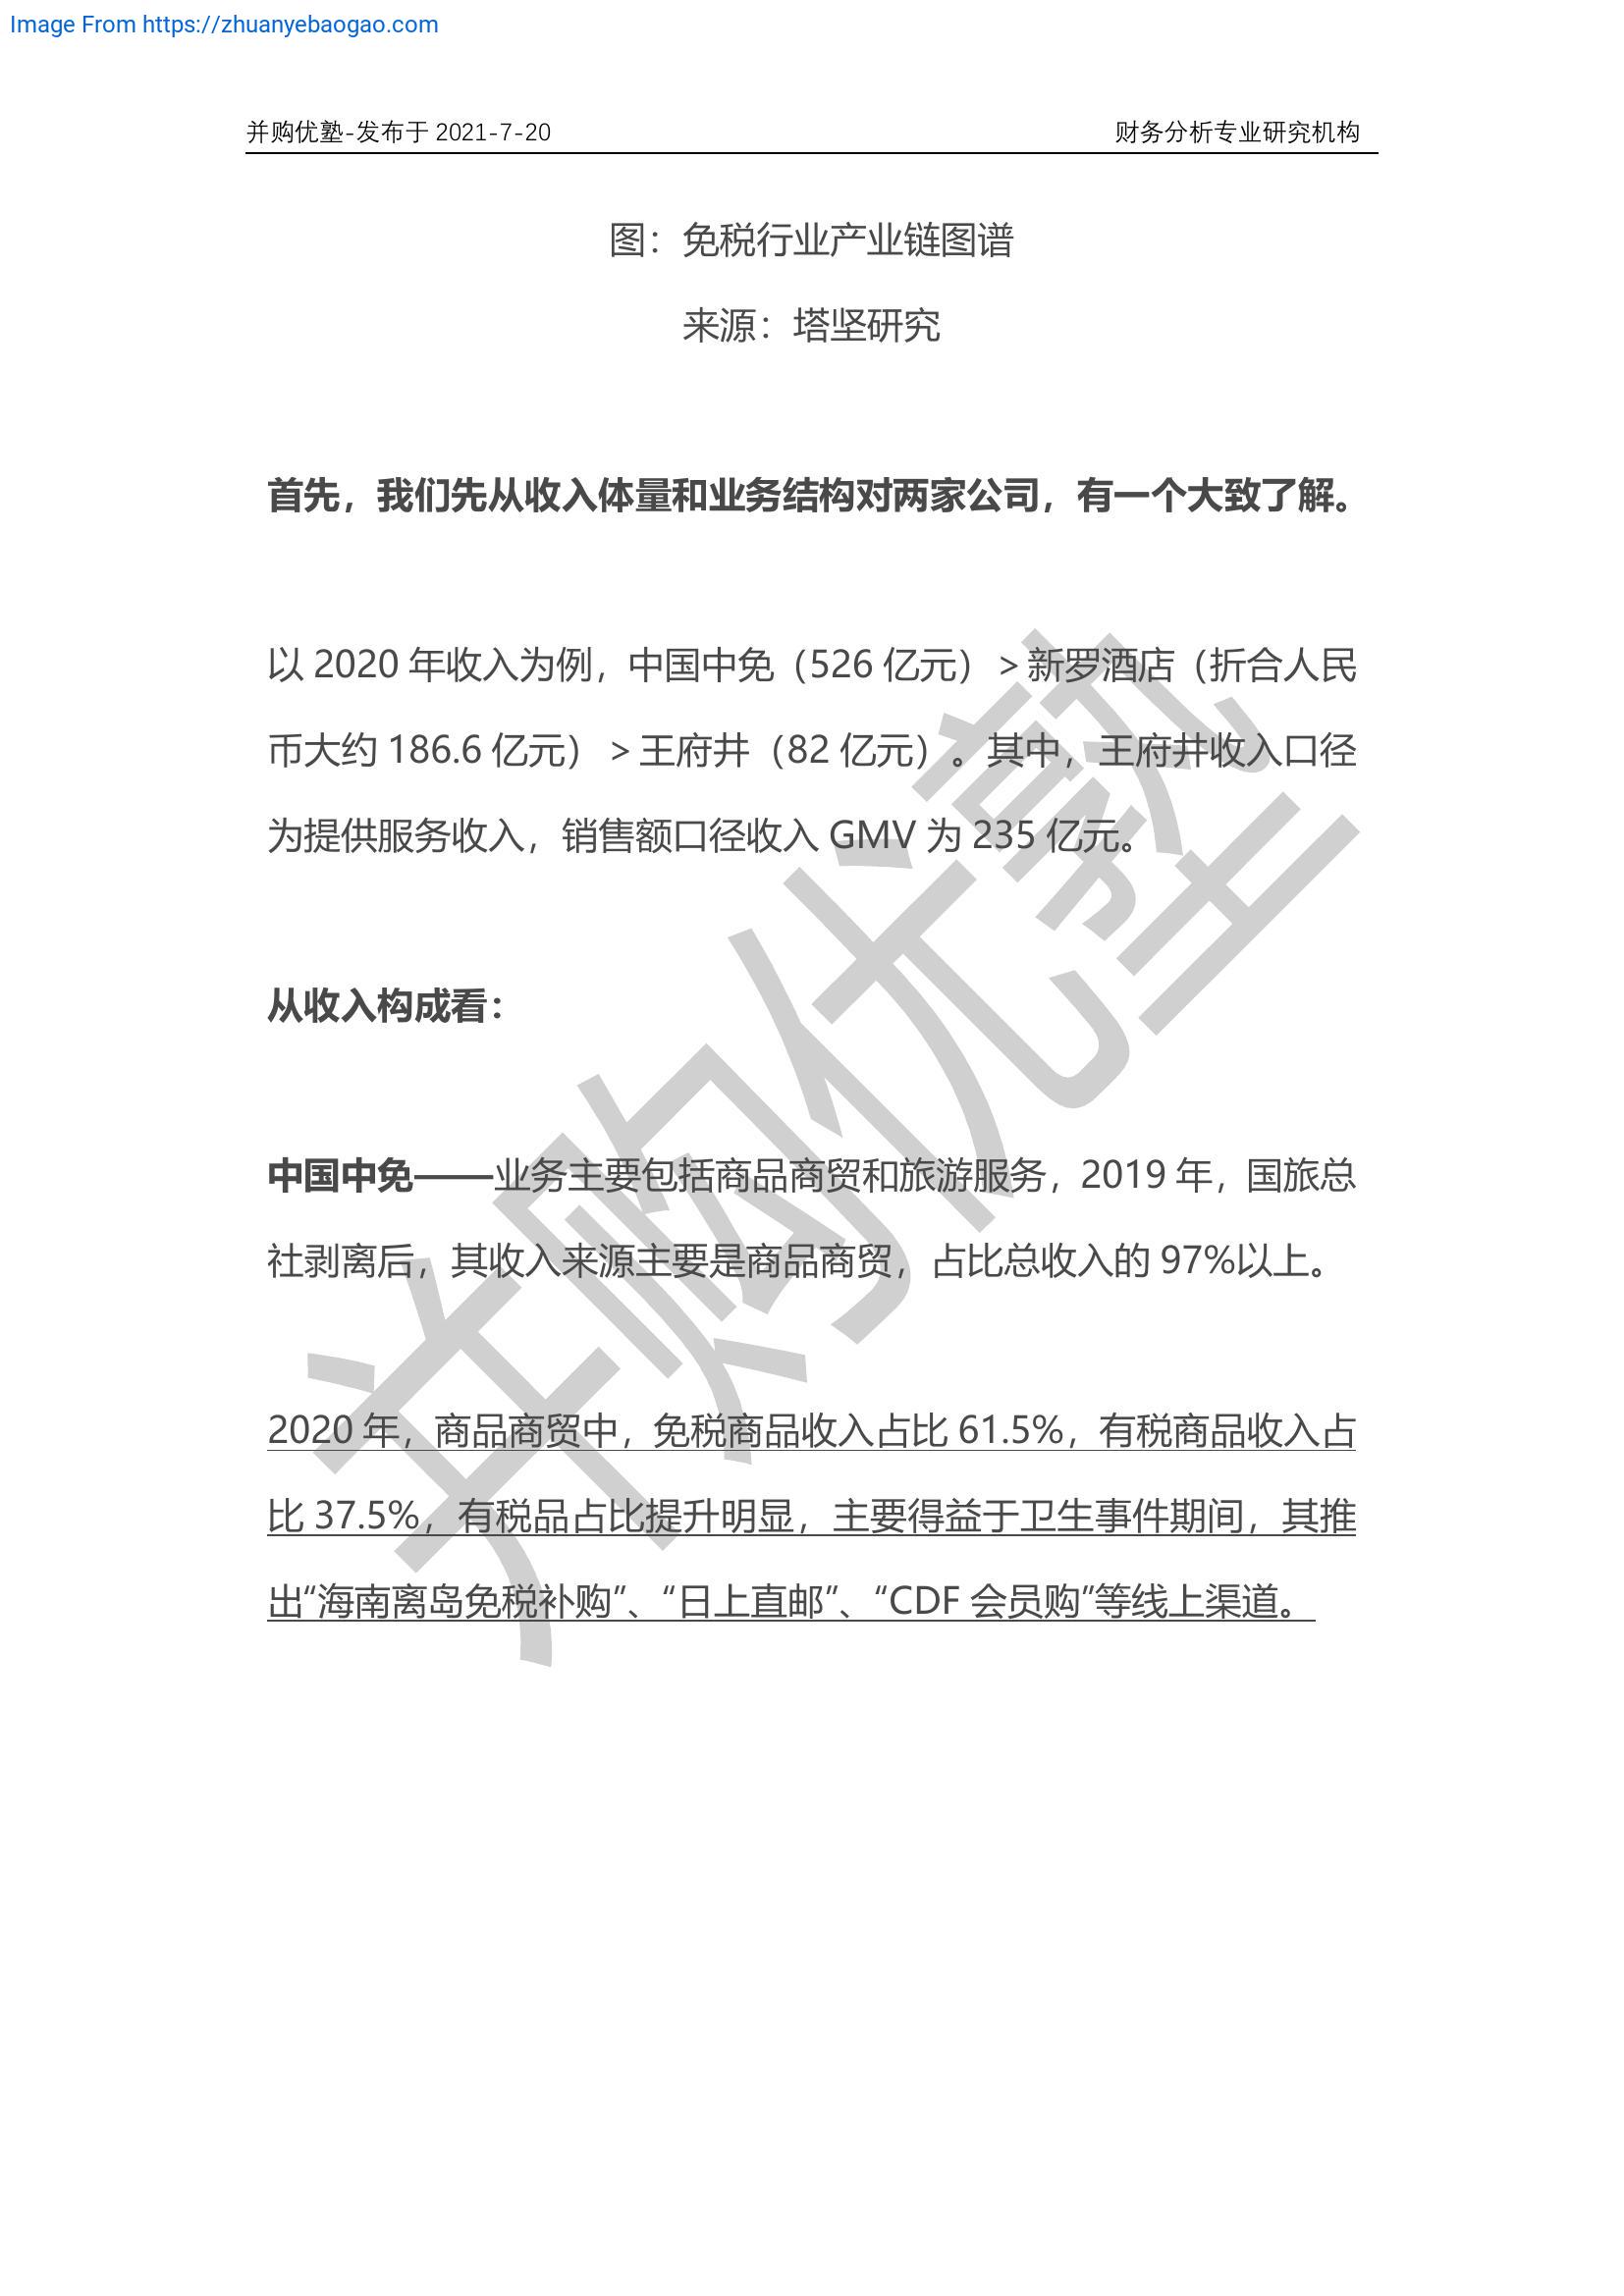 Image From https://zhuanyebaogao.com
并购优塾-发布于 2021-7-20 财务分析专业研究机构
图：免税行业产业链图谱
来源：塔坚研究
首先，我们先从收入体量和业务结构对两家公司，有一个大致了解。
以 2020 年收入为例，中国中免（526 亿元）＞新罗酒店（折合人民
币大约 186.6 亿元）＞王府井（82 亿元）。其中，王府井收入口径
为提供服务收入，销售额口径收入 GMV 为 235 亿元。
从收入构成看：
中国中免——业务主要包括商品商贸和旅游服务，2019 年，国旅总
社剥离后，其收入来源主要是商品商贸，占比总收入的 97%以上。
2020 年，商品商贸中，免税商品收入占比 61.5%，有税商品收入占
比 37.5%，有税品占比提升明显，主要得益于卫生事件期间，其推
出“海南离岛免税补购”、“日上直邮”、“CDF 会员购”等线上渠道。
并购优塾